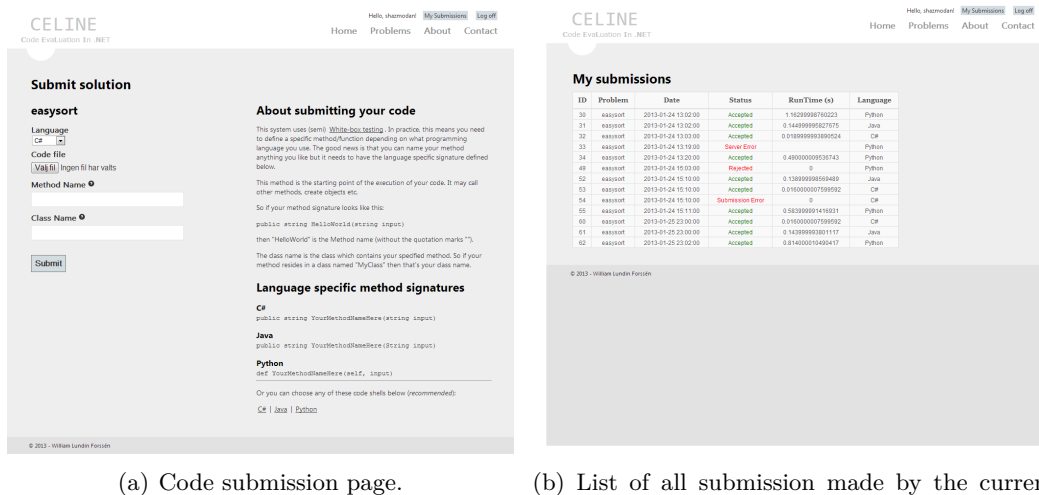 Hello, shazmodan! My Submissions Log off
CELINE
Code EvaLuation In .NET
Home Problems About Contact
Submit solution
easysort
Language
C#
Code file
Välj fil Ingen fil har valts
Method Name
Class Name
Submit
About submitting your code
This system uses (semi) White-box testing . In practice, this means you need
to define a specific method/function depending on what programming
language you use. The good news is that you can name your method
anything you like but it needs to have the language specific signature defined
below.
This method is the starting point of the execution of your code. It may call
other methods, create objects etc.
So if your method signature looks like this:
public string HelloWorld(string input)
then "HelloWorld" is the Method name (without the quotation marks "").
The class name is the class which contains your specified method. So if your
method resides in a class named "MyClass" then that's your class name.
Language specific method signatures
C#
public string YourMethodNameHere(string input)
Java
public string YourMethodNameHere(String input)
Python
def YourMethodNameHere(self, input)
Or you can choose any of these code shells below (recommended):
C# | Java | Python
© 2013 - William Lundin Forssén
(a) Code submission page.
Hello, shazmodan! My Submissions Log off
CELINE
Code EvaLuation In .NET
Home Problems About Contact
My submissions
ID Problem Date Status RunTime (s) Language
30 easysort 2013-01-24 13:02:00 Accepted 1.16299998760223 Python
31 easysort 2013-01-24 13:02:00 Accepted 0.144999995827675 Java
32 easysort 2013-01-24 13:03:00 Accepted 0.0189999993890524 C#
33 easysort 2013-01-24 13:19:00 Server Error Python
34 easysort 2013-01-24 13:20:00 Accepted 0.490000009536743 Python
49 easysort 2013-01-24 15:03:00 Rejected 0 Python
52 easysort 2013-01-24 15:10:00 Accepted 0.138999998569489 Java
53 easysort 2013-01-24 15:10:00 Accepted 0.0160000007599592 C#
54 easysort 2013-01-24 15:10:00 Submission Error 0 C#
55 easysort 2013-01-24 15:11:00 Accepted 0.583999991416931 Python
60 easysort 2013-01-25 23:00:00 Accepted 0.0160000007599592 C#
61 easysort 2013-01-25 23:00:00 Accepted 0.143999993801117 Java
62 easysort 2013-01-25 23:02:00 Accepted 0.814000010490417 Python
© 2013 - William Lundin Forssén
(b) List of all submission made by the curren